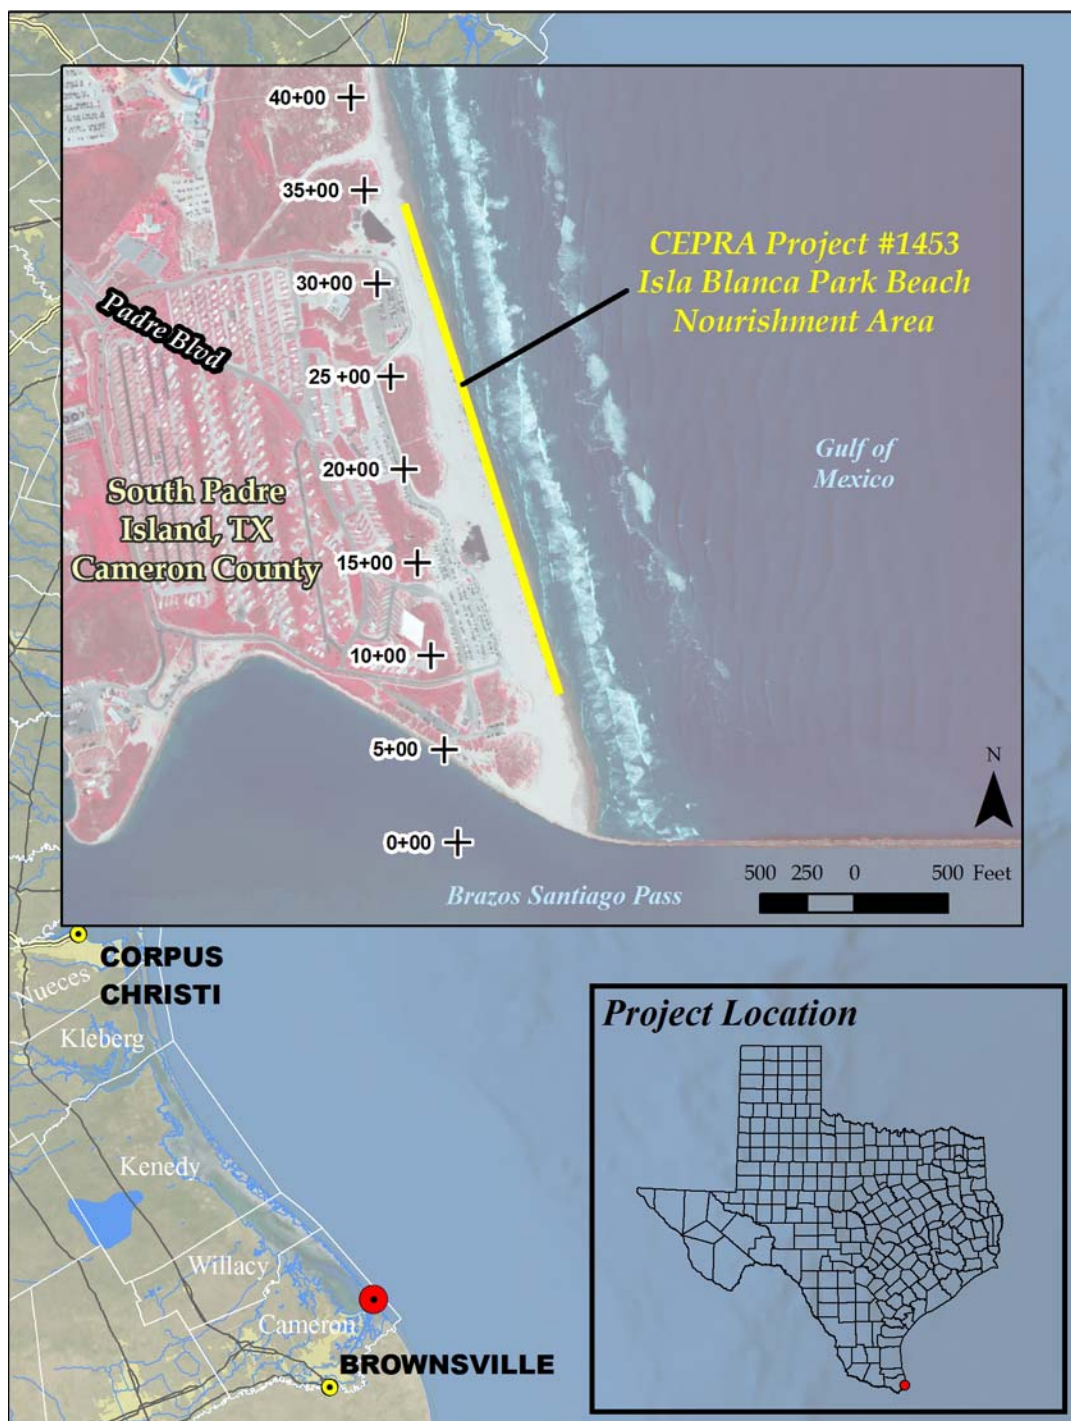 40+00
35+00
CEPRA Project #1453
Isla Blanca Park Beach
Nourishment Area
30+00
Padre Blvd
25 +00
Gulf of
Mexico
20+00
South Padre
Island, TX
Cameron County
15+00
10+00
5+00
N
0+00
500 250 0 500 Feet
Brazos Santiago Pass
CORPUS
CHRISTI
Nueces
Kleberg
Kenedy
Willacy
Cameron
BROWNSVILLE
Project Location